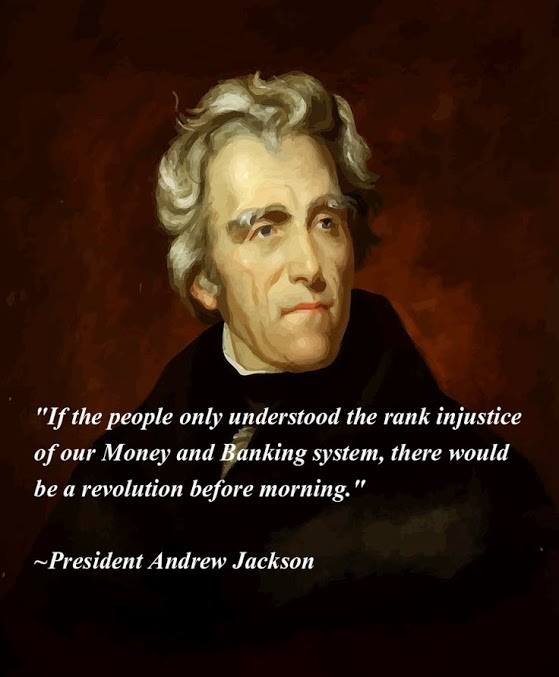 "If the people only understood the rank injustice
of our Money and Banking system, there would
be a revolution before morning."
~President Andrew Jackson